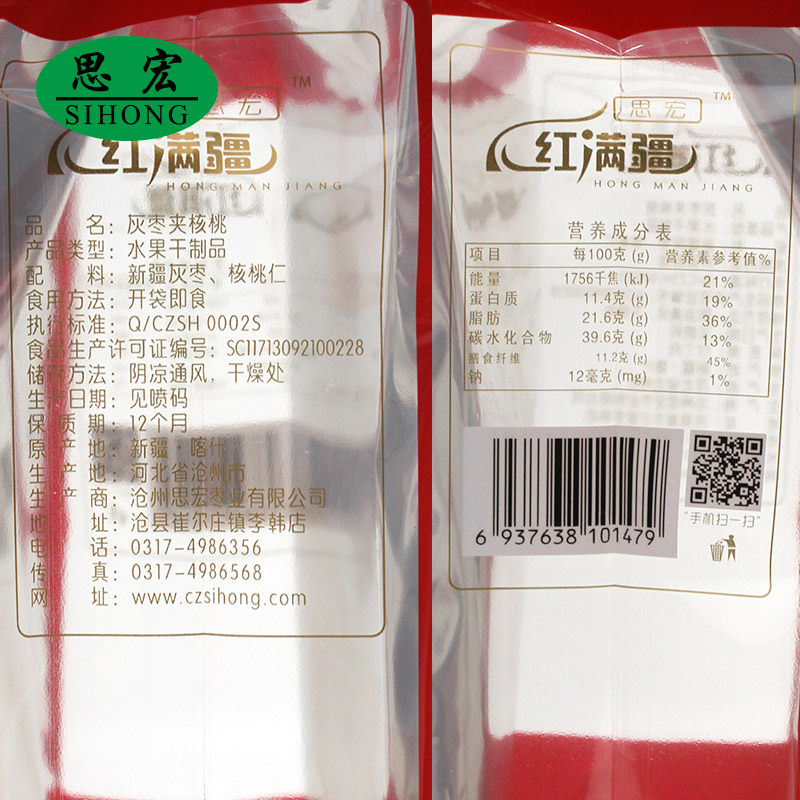 思宏
SIHONG
思宏
TM
红满疆
HONG MAN JIANG
品名：灰枣夹核桃
产品类型：水果干制品
配料：新疆灰枣、核桃仁
食用方法：开袋即食
执行标准：Q/CZSH 0002S
食品生产许可证编号：SC11713092100228
储存方法：阴凉通风、干燥处
生产日期：见喷码
保质期：12个月
原产地：新疆·喀什
生产地：河北省沧州市
生产商：沧州思宏枣业有限公司
地址：沧县崔尔庄镇李韩店
电话：0317-4986356
传真：0317-4986568
网址：www.czsihong.com
思宏
TM
红满疆
HONG MAN JIANG
营养成分表
项目 每100克(g) 营养素参考值%
能量 1756千焦(kJ) 21%
蛋白质 11.4克(g) 19%
脂肪 21.6克(g) 36%
碳水化合物 39.6克(g) 13%
膳食纤维 11.2克(g) 45%
钠 12毫克(mg) 1%
6 937638 101479
"手机扫一扫"